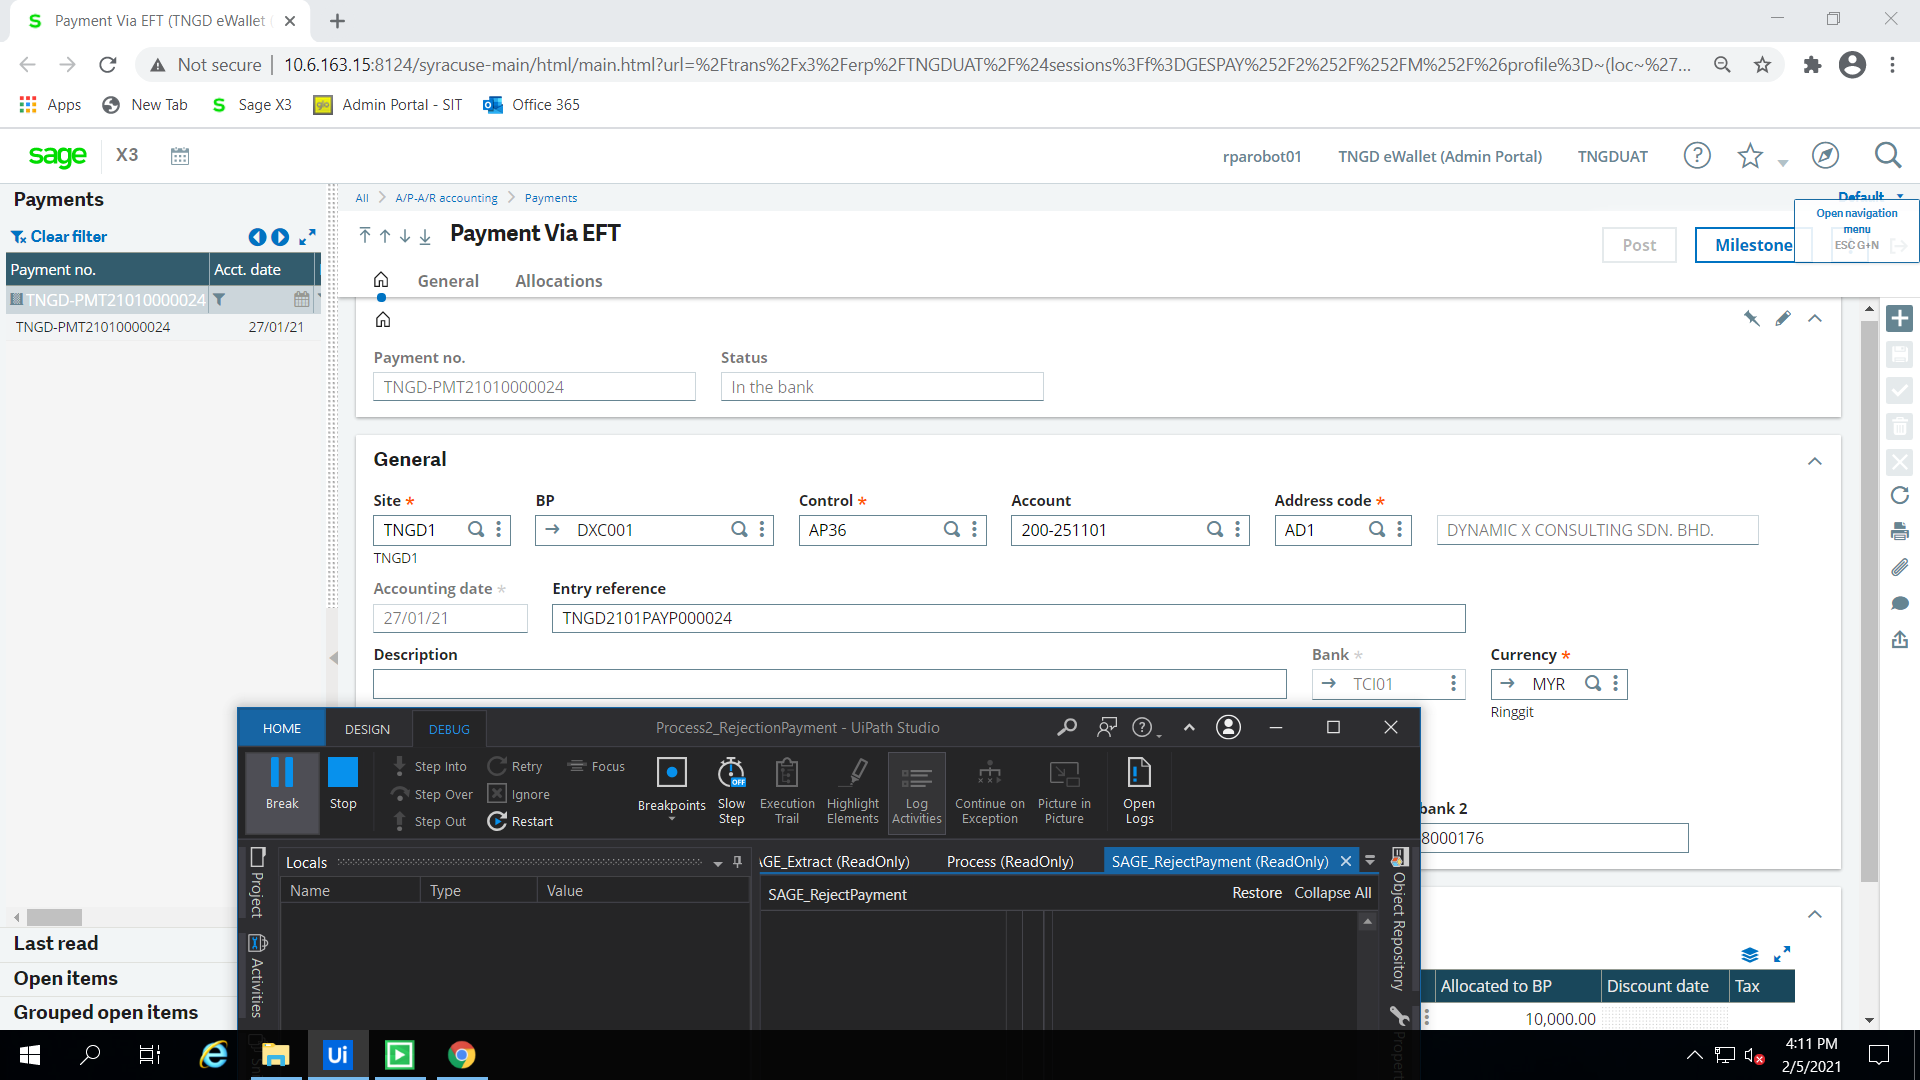 Payment Via EFT (TNGD eWallet (
Not secure
10.6.163.15:8124/syracuse-main/html/main.html?url=%2Ftrans%2Fx3%2Ferp%2FTNGDUAT%2F%24sessions%3Ff%3DGESPAY%252F2%252F%252FM%252F%26profile%3D~(loc~%27...
Apps
New Tab
S Sage X3
glo Admin Portal - SIT
Office 365
sage X3
rparobot01
TNGD eWallet (Admin Portal)
TNGDUAT
Payments
All
A/P-A/R accounting
Payments
Default
Open navigation
menu
ESC G+N
Clear filter
Payment Via EFT
Post
Milestone
Payment no.
Acct. date
General
Allocations
TNGD-PMT21010000024
TNGD-PMT21010000024
27/01/21
Payment no.
Status
TNGD-PMT21010000024
In the bank
General
Site *
BP
Control *
Account
Address code *
TNGD1
DXC001
AP36
200-251101
AD1
DYNAMIC X CONSULTING SDN. BHD.
TNGD1
Accounting date *
Entry reference
27/01/21
TNGD2101PAYP000024
Description
Bank *
Currency *
TCI01
MYR
Ringgit
bank 2
8000176
HOME
DESIGN
DEBUG
Process2_RejectionPayment - UiPath Studio
Break
Stop
Step Into
Step Over
Step Out
Retry
Ignore
Restart
Focus
Breakpoints
Slow
Step
OFF
Execution
Trail
Highlight
Elements
Log
Activities
Continue on
Exception
Picture in
Picture
Open
Logs
Project
Activities
Locals
Name
Type
Value
AGE_Extract (ReadOnly)
Process (ReadOnly)
SAGE_RejectPayment (ReadOnly)
SAGE_RejectPayment
Restore
Collapse All
Object Repository
Allocated to BP
Discount date
Tax
10,000.00
Last read
Open items
Grouped open items
Ui
4:11 PM
2/5/2021